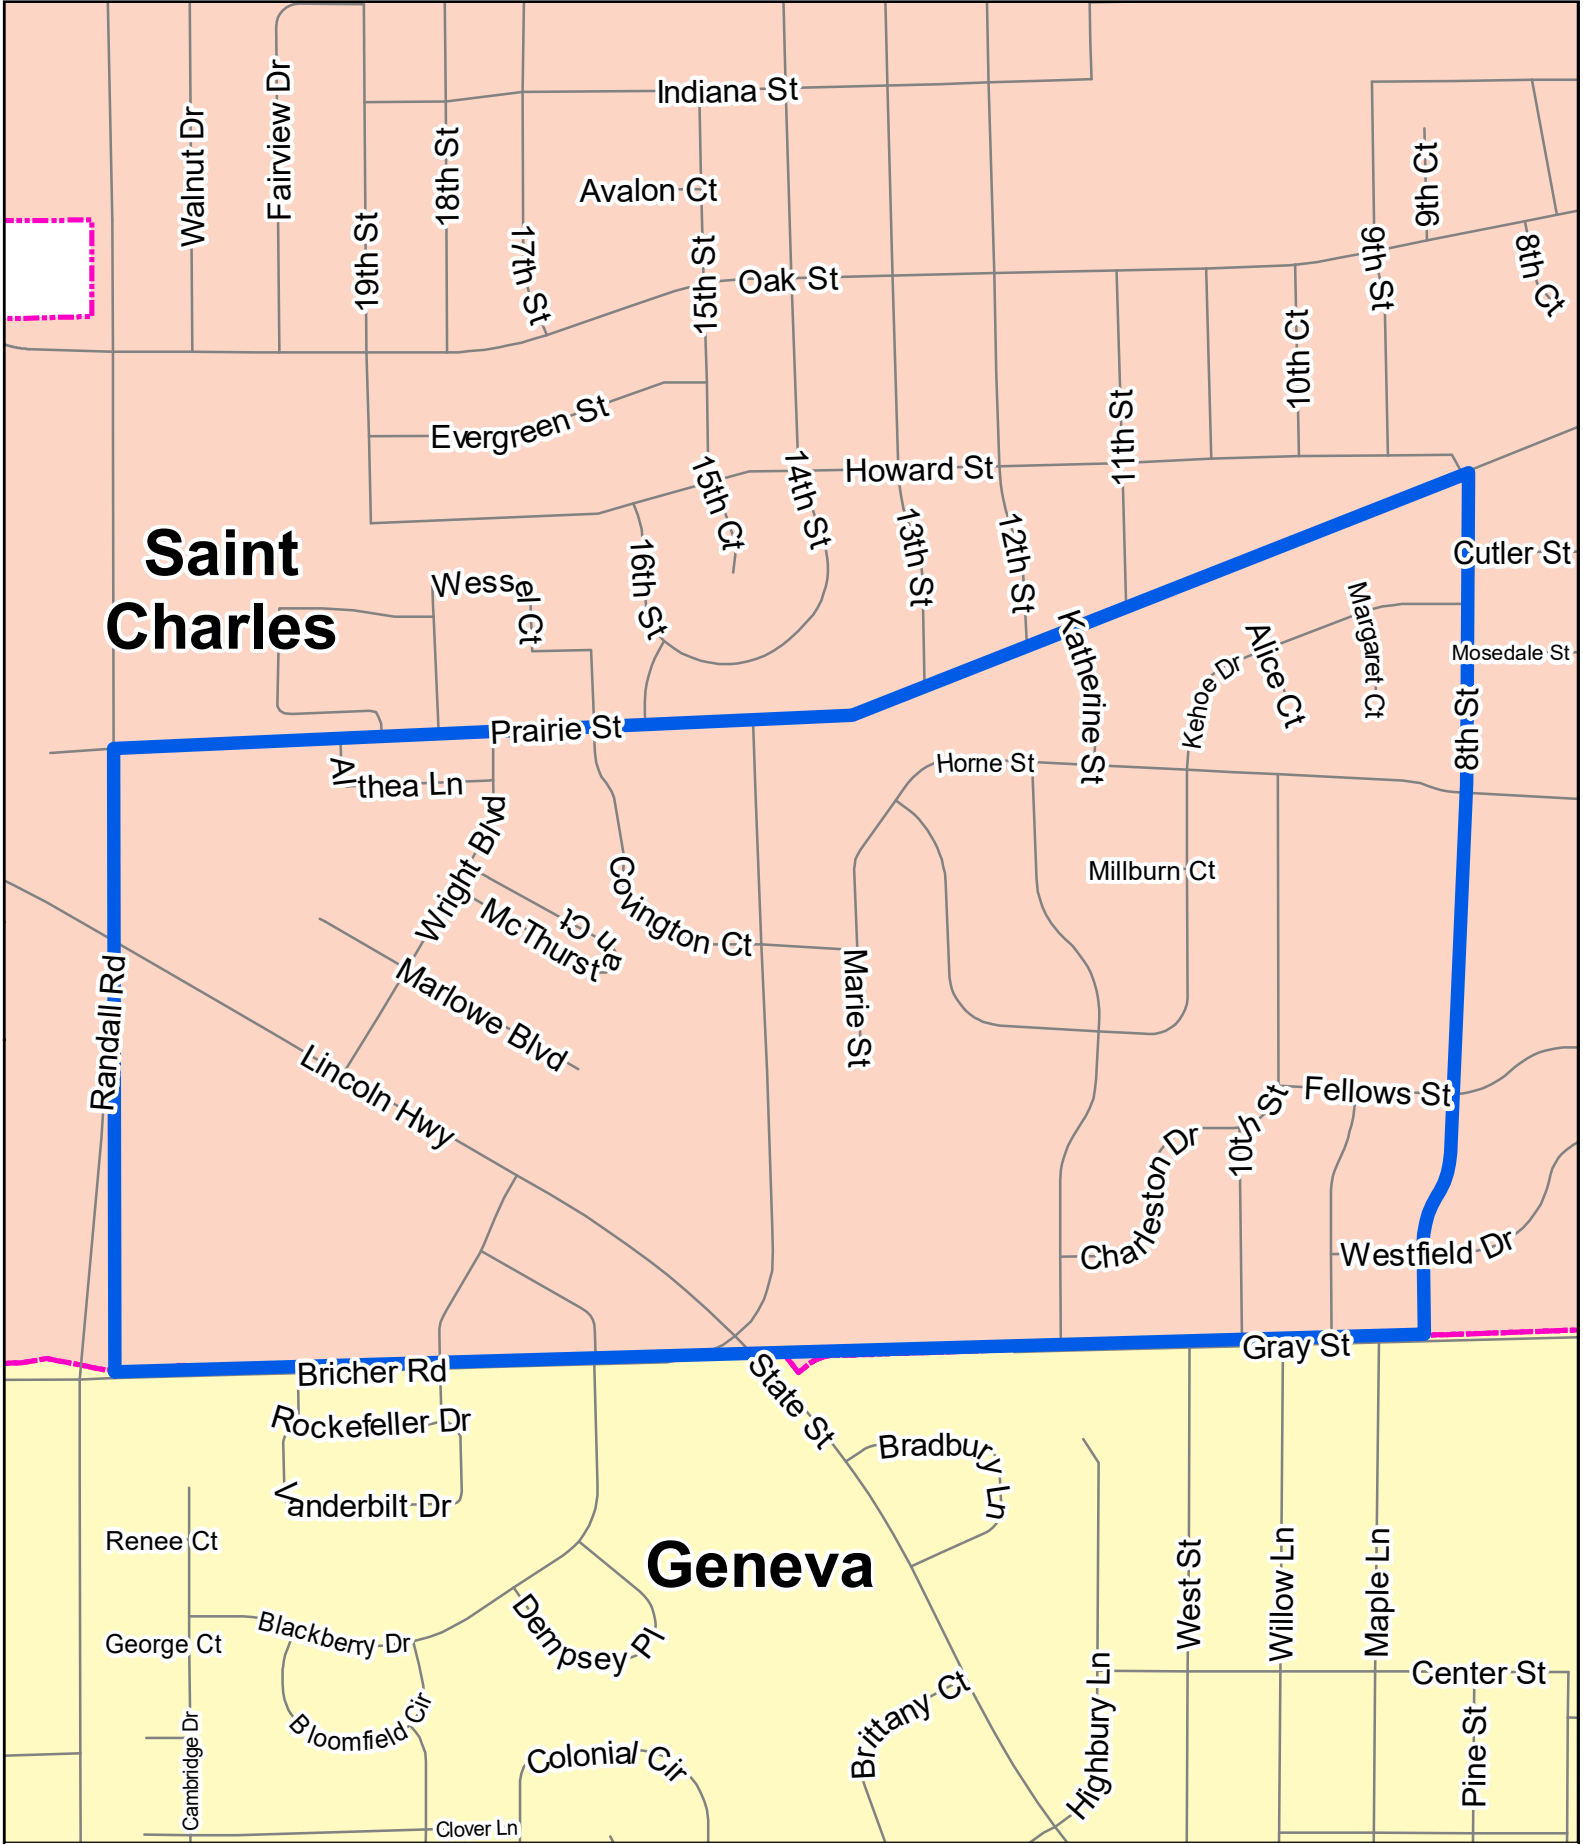 Indiana St
Walnut Dr
Fairview Dr
18th St
19th St
17th St
Avalon Ct
15th St
Oak St
9th Ct
9th St
8th Ct
10th Ct
11th St
Evergreen St
15th Ct
14th St
Howard St
13th St
12th St
16th St
Saint
Charles
Wessel Ct
Cutler St
Katherine St
Kehoe Dr
Alice Ct
Margaret Ct
Mosedale St
8th St
Prairie St
Althea Ln
Horne St
Wright Blvd
Covington Ct
McThurstan Ct
Millburn Ct
Marlowe Blvd
Marie St
Randall Rd
Lincoln Hwy
Fellows St
10th St
Charleston Dr
Westfield Dr
Gray St
Bricher Rd
State St
Rockefeller Dr
Bradbury Ln
Vanderbilt Dr
Renee Ct
Geneva
West St
Willow Ln
Maple Ln
George Ct
Blackberry Dr
Dempsey Pl
Center St
Bloomfield Cir
Cambridge Dr
Brittany Ct
Highbury Ln
Pine St
Colonial Cir
Clover Ln